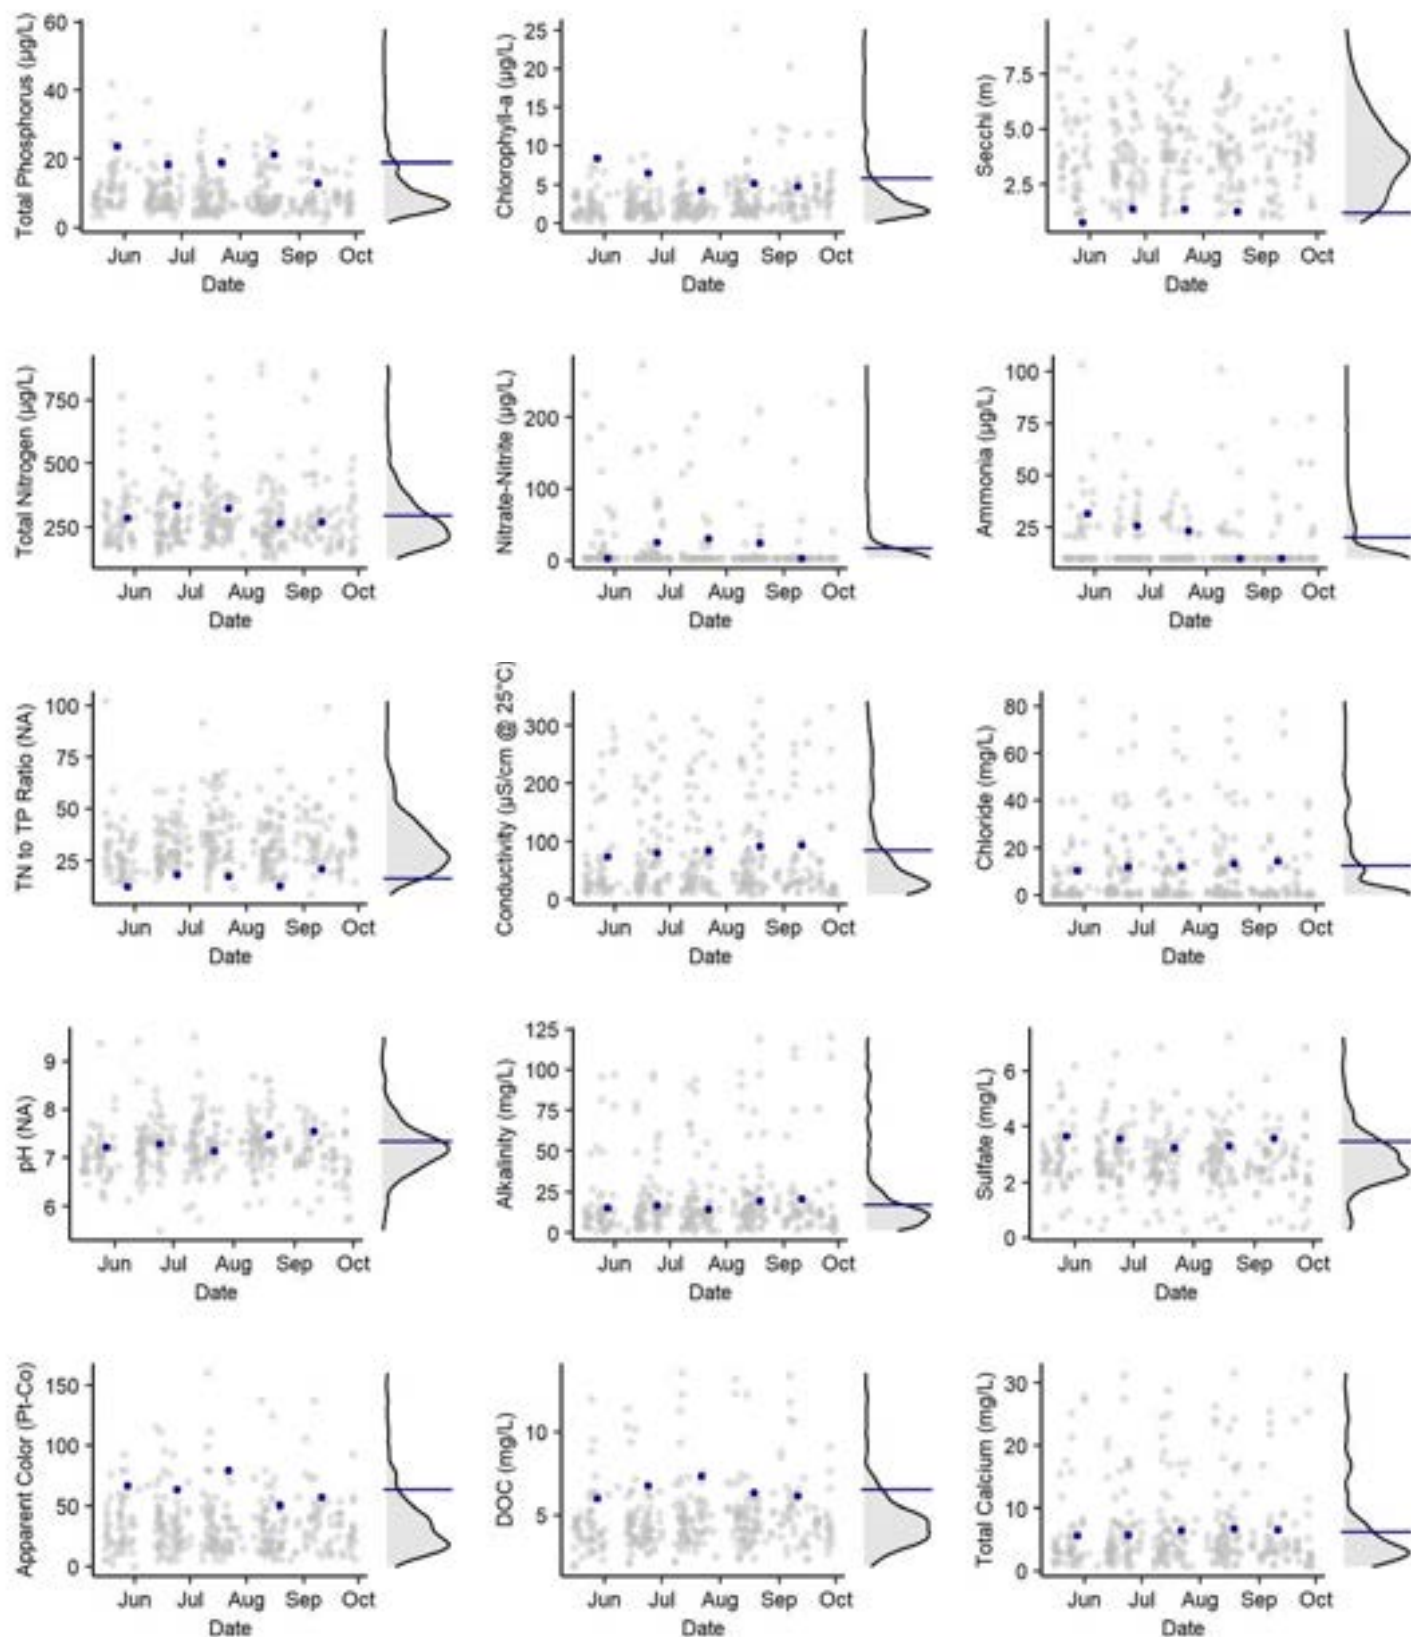 Total Phosphorus (µg/L)
60
40
20
0
Jun Jul Aug Sep Oct
Date
Chlorophyll-a (µg/L)
25
20
15
10
5
0
Jun Jul Aug Sep Oct
Date
Secchi (m)
7.5
5.0
2.5
Jun Jul Aug Sep Oct
Date
Total Nitrogen (µg/L)
750
500
250
Jun Jul Aug Sep Oct
Date
Nitrate-Nitrite (µg/L)
200
100
0
Jun Jul Aug Sep Oct
Date
Ammonia (µg/L)
100
75
50
25
Jun Jul Aug Sep Oct
Date
TN to TP Ratio (NA)
100
75
50
25
Jun Jul Aug Sep Oct
Date
Conductivity (µS/cm @ 25°C)
300
200
100
0
Jun Jul Aug Sep Oct
Date
Chloride (mg/L)
80
60
40
20
0
Jun Jul Aug Sep Oct
Date
pH (NA)
9
8
7
6
Jun Jul Aug Sep Oct
Date
Alkalinity (mg/L)
125
100
75
50
25
0
Jun Jul Aug Sep Oct
Date
Sulfate (mg/L)
6
4
2
0
Jun Jul Aug Sep Oct
Date
Apparent Color (Pt-Co)
150
100
50
0
Jun Jul Aug Sep Oct
Date
DOC (mg/L)
10
5
Jun Jul Aug Sep Oct
Date
Total Calcium (mg/L)
30
20
10
0
Jun Jul Aug Sep Oct
Date